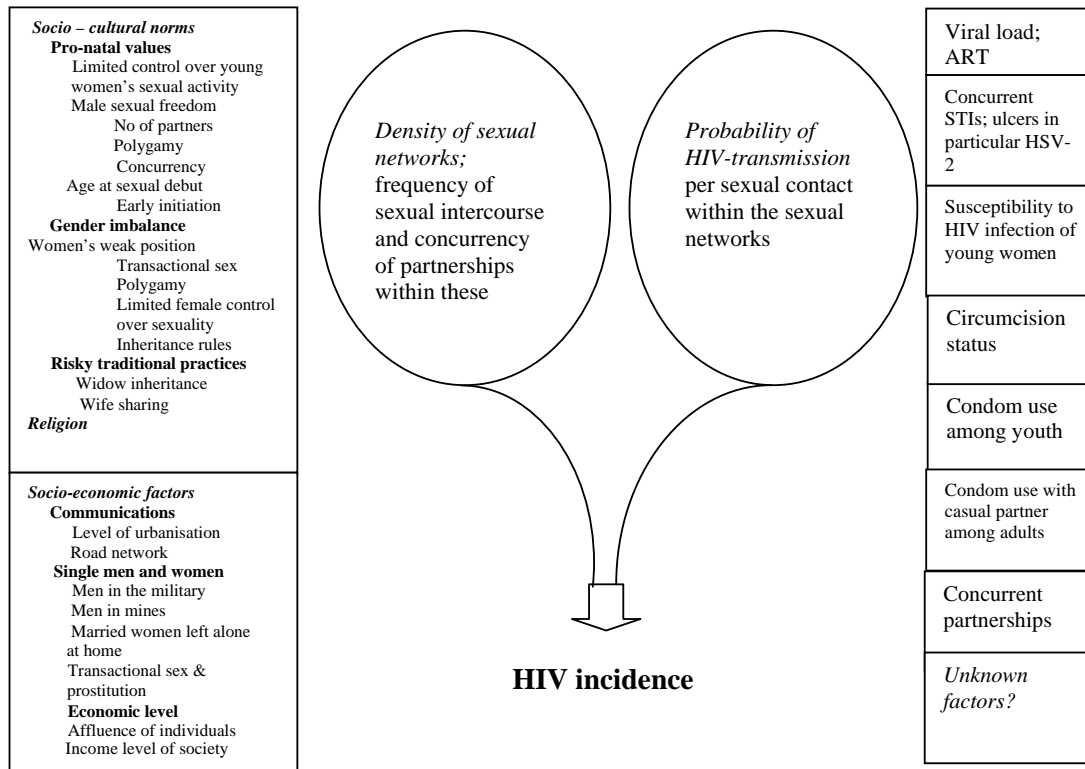 Socio – cultural norms
Pro-natal values
Limited control over young
women's sexual activity
Male sexual freedom
No of partners
Polygamy
Concurrency
Age at sexual debut
Early initiation
Gender imbalance
Women's weak position
Transactional sex
Polygamy
Limited female control
over sexuality
Inheritance rules
Risky traditional practices
Widow inheritance
Wife sharing
Religion
Socio-economic factors
Communications
Level of urbanisation
Road network
Single men and women
Men in the military
Men in mines
Married women left alone
at home
Transactional sex &
prostitution
Economic level
Affluence of individuals
Income level of society
Density of sexual
networks;
frequency of
sexual intercourse
and concurrency
of partnerships
within these
Probability of
HIV-transmission
per sexual contact
within the sexual
networks
HIV incidence
Viral load;
ART
Concurrent
STIs; ulcers in
particular HSV-
2
Susceptibility to
HIV infection of
young women
Circumcision
status
Condom use
among youth
Condom use with
casual partner
among adults
Concurrent
partnerships
Unknown
factors?